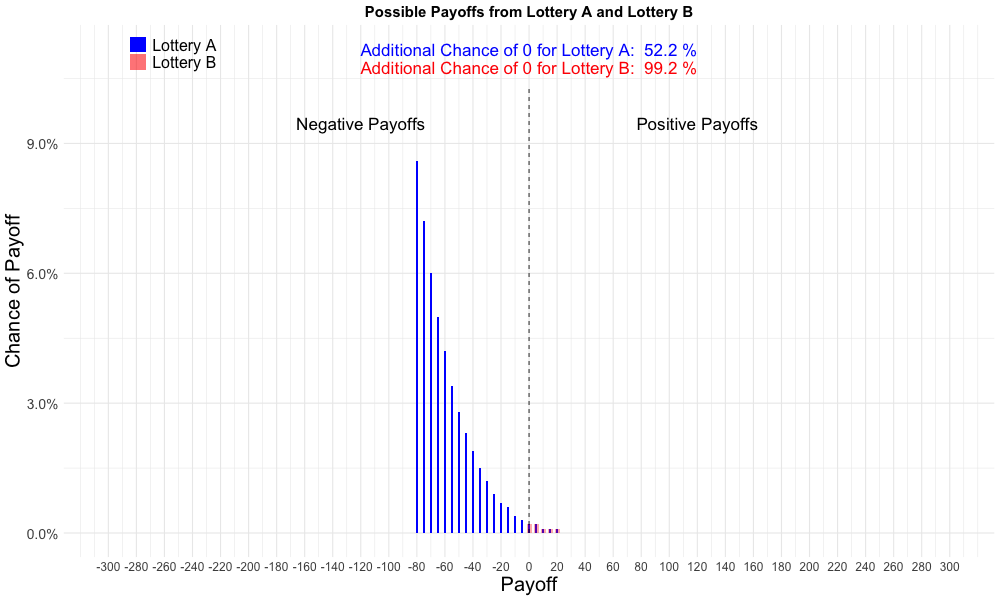 Possible Payoffs from Lottery A and Lottery B
Lottery A
Lottery B
Additional Chance of 0 for Lottery A: 52.2 %
Additional Chance of 0 for Lottery B: 99.2 %
Negative Payoffs
Positive Payoffs
9.0%
6.0%
3.0%
0.0%
Chance of Payoff
-300 -280 -260 -240 -220 -200 -180 -160 -140 -120 -100 -80 -60 -40 -20 0 20 40 60 80 100 120 140 160 180 200 220 240 260 280 300
Payoff